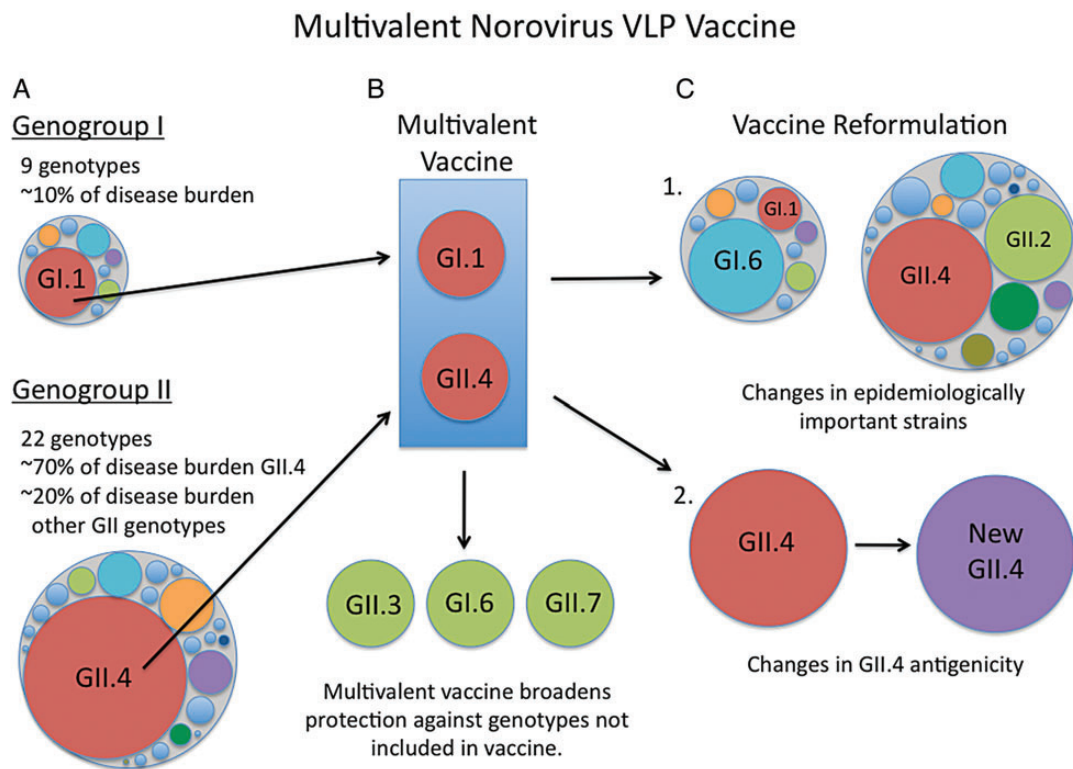 Multivalent Norovirus VLP Vaccine
A
Genogroup I
9 genotypes
~10% of disease burden
GI.1
Genogroup II
22 genotypes
~70% of disease burden GII.4
~20% of disease burden
other GII genotypes
GII.4
B
Multivalent
Vaccine
GI.1
GII.4
GII.3
GI.6
GII.7
Multivalent vaccine broadens
protection against genotypes not
included in vaccine.
C
Vaccine Reformulation
1.
GI.1
GI.6
GII.4
GII.2
Changes in epidemiologically
important strains
2.
GII.4
New
GII.4
Changes in GII.4 antigenicity